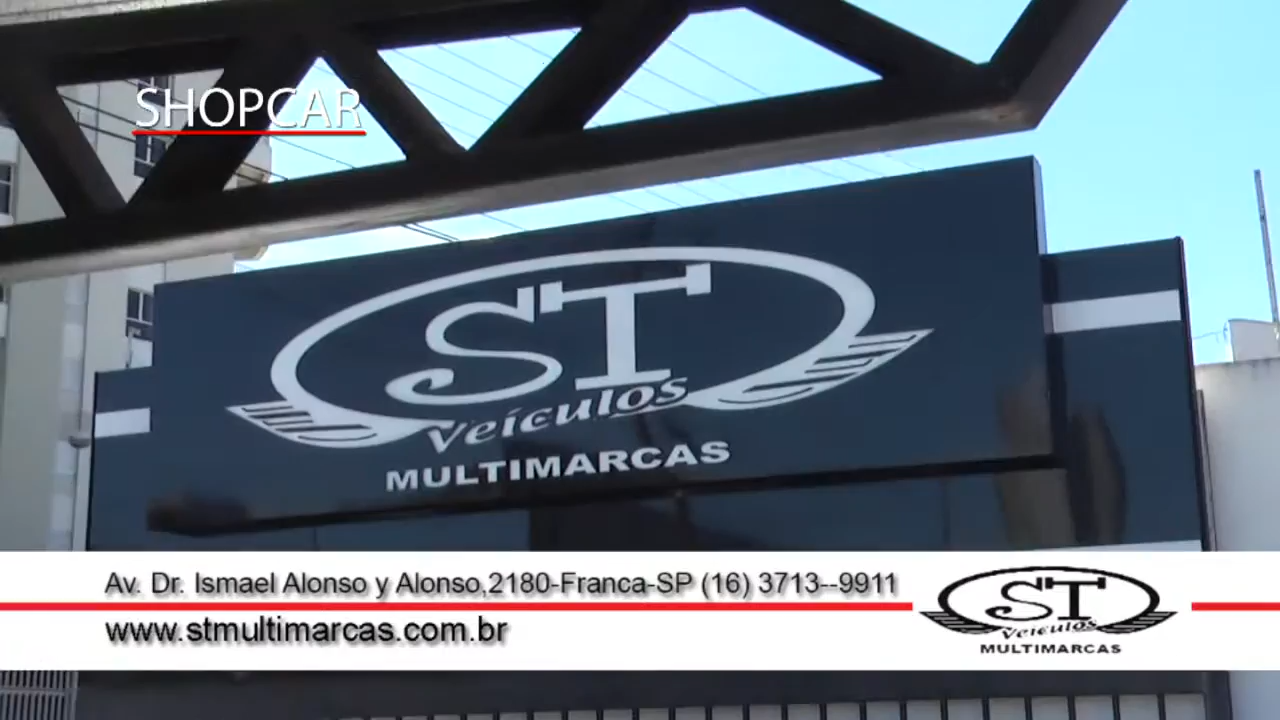 SHOPCAR
ST
veículos
MULTIMARCAS
Av. Dr. Ismael Alonso y Alonso,2180-Franca-SP (16) 3713--9911
www.stmultimarcas.com.br
ST
veículos
MULTIMARCAS